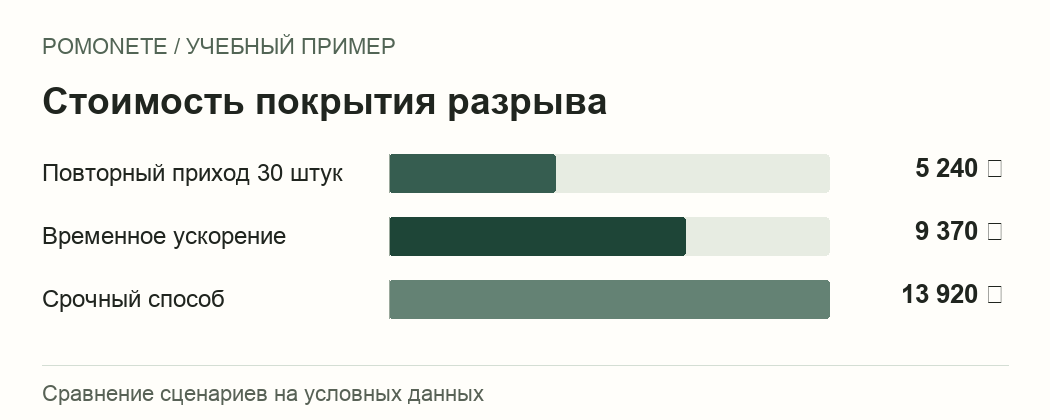 POMONETE / УЧЕБНЫЙ ПРИМЕР
Стоимость покрытия разрыва
Повторный приход 30 штук 5 240 □
Временное ускорение 9 370 □
Срочный способ 13 920 □
Сравнение сценариев на условных данных